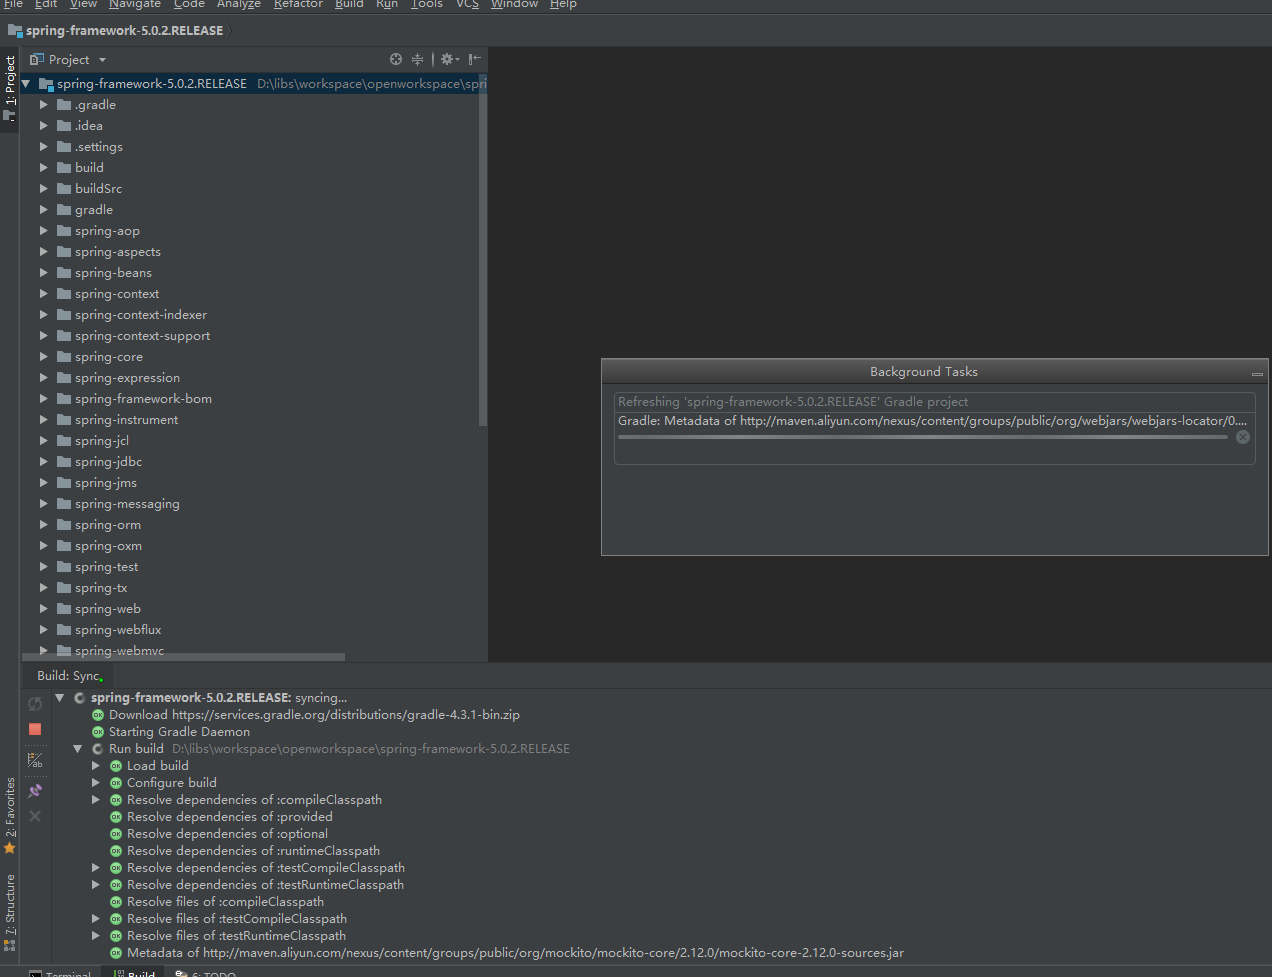 File Edit View Navigate Code Analyze Refactor Build Run Tools VCS Window Help
spring-framework-5.0.2.RELEASE
1: Project
Project
spring-framework-5.0.2.RELEASE D:\libs\workspace\openworkspace\spri
.gradle
.idea
.settings
build
buildSrc
gradle
spring-aop
spring-aspects
spring-beans
spring-context
spring-context-indexer
spring-context-support
spring-core
spring-expression
spring-framework-bom
spring-instrument
spring-jcl
spring-jdbc
spring-jms
spring-messaging
spring-orm
spring-oxm
spring-test
spring-tx
spring-web
spring-webflux
spring-webmvc
Background Tasks
Refreshing 'spring-framework-5.0.2.RELEASE' Gradle project
Gradle: Metadata of http://maven.aliyun.com/nexus/content/groups/public/org/webjars/webjars-locator/0....
Build: Sync
spring-framework-5.0.2.RELEASE: syncing...
Download https://services.gradle.org/distributions/gradle-4.3.1-bin.zip
Starting Gradle Daemon
Run build D:\libs\workspace\openworkspace\spring-framework-5.0.2.RELEASE
Load build
Configure build
Resolve dependencies of :compileClasspath
Resolve dependencies of :provided
Resolve dependencies of :optional
Resolve dependencies of :runtimeClasspath
Resolve dependencies of :testCompileClasspath
Resolve dependencies of :testRuntimeClasspath
Resolve files of :compileClasspath
Resolve files of :testCompileClasspath
Resolve files of :testRuntimeClasspath
Metadata of http://maven.aliyun.com/nexus/content/groups/public/org/mockito/mockito-core/2.12.0/mockito-core-2.12.0-sources.jar
2: Favorites
7: Structure
Terminal Build 6: TODO